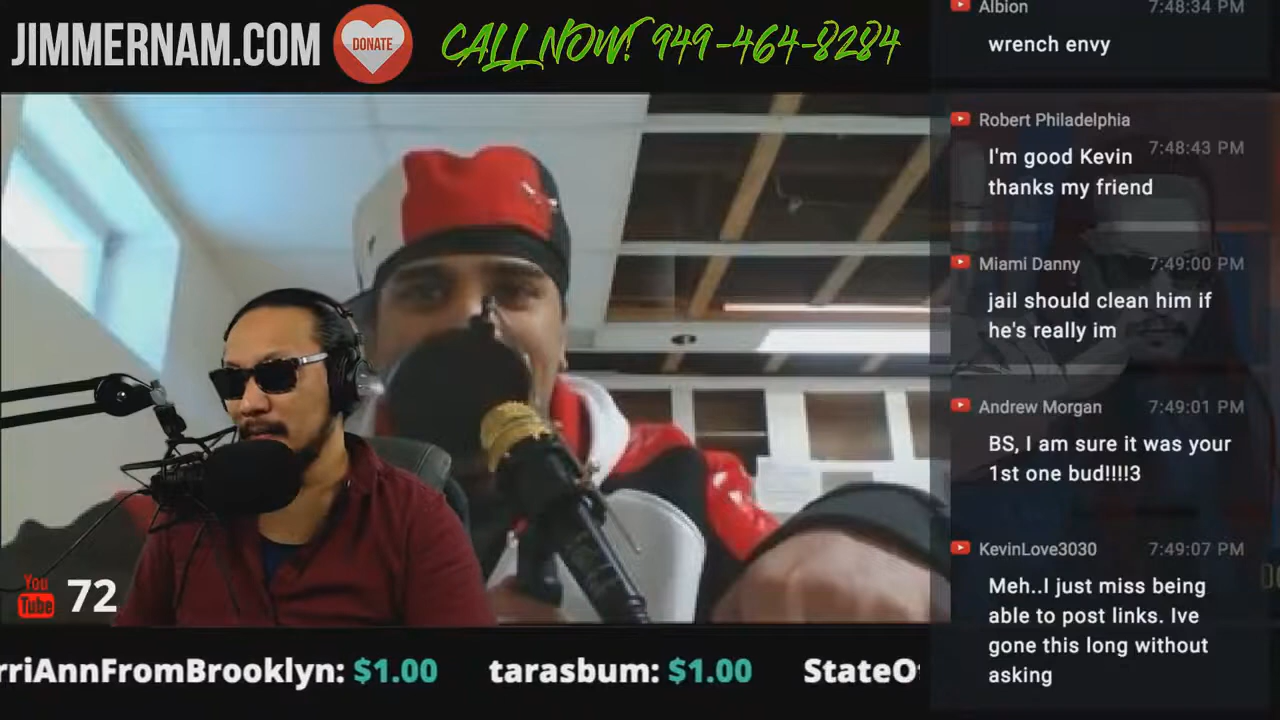 JIMMERNAM.COM
DONATE
CALL NOW! 949-464-8284
Albion 7:48:34 PM
wrench envy
Robert Philadelphia
7:48:43 PM
I'm good Kevin
thanks my friend
Miami Danny 7:49:00 PM
jail should clean him if
he's really im
Andrew Morgan 7:49:01 PM
BS, I am sure it was your
1st one bud!!!!3
KevinLove3030 7:49:07 PM
Meh..I just miss being
able to post links. Ive
gone this long without
asking
You
Tube
72
rriAnnFromBrooklyn: $1.00 tarasbum: $1.00 StateO